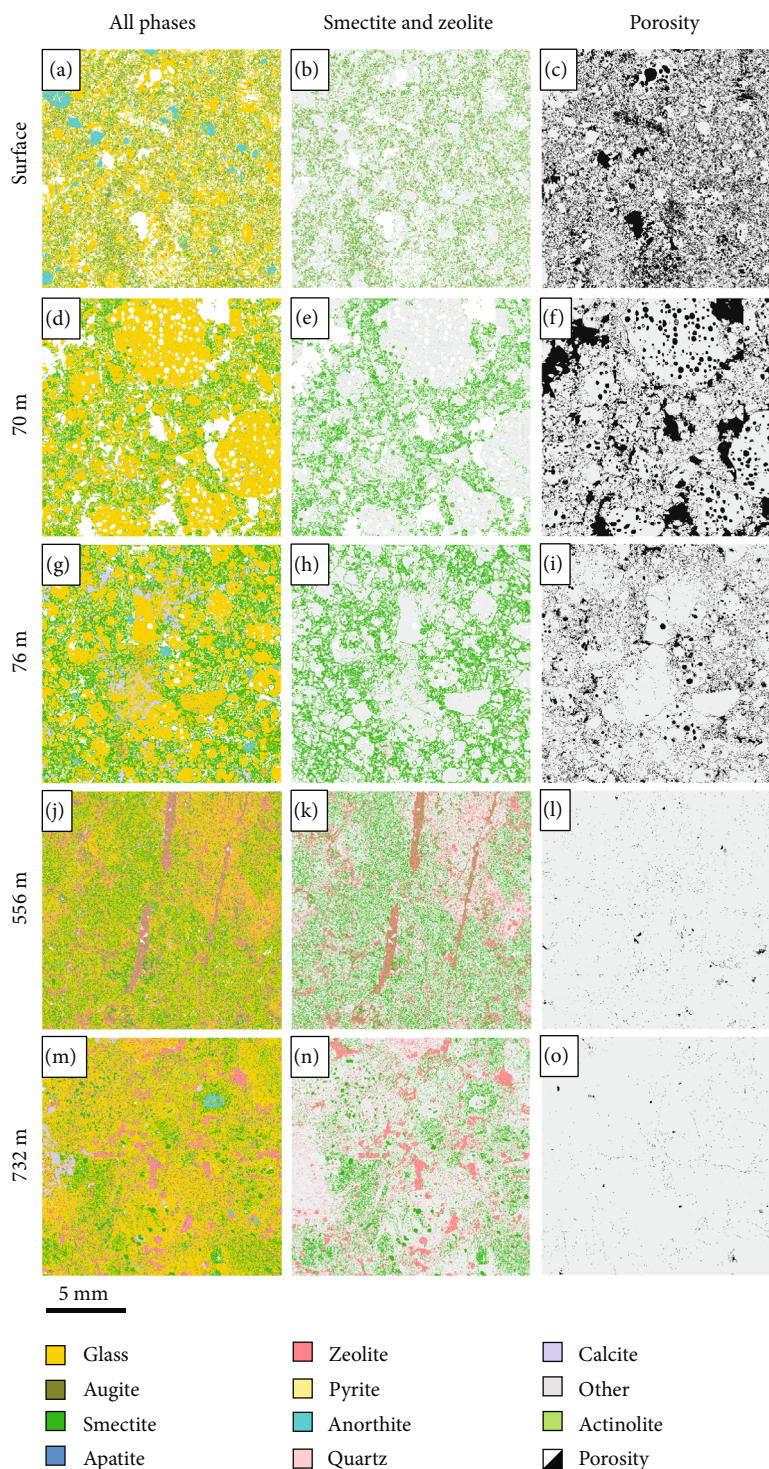 All phases Smectite and zeolite Porosity
Surface (a) (b) (c)
70 m (d) (e) (f)
76 m (g) (h) (i)
556 m (j) (k) (l)
732 m (m) (n) (o)
5 mm
Glass Zeolite Calcite
Augite Pyrite Other
Smectite Anorthite Actinolite
Apatite Quartz Porosity